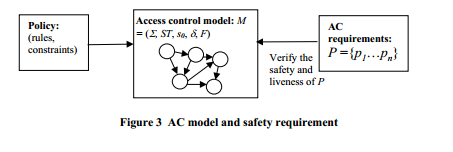 Policy:
(rules,
constraints)
Access control model: M
= (Σ, ST, s₀, δ, F)
Verify the
safety and
liveness of P
AC
requirements:
P={p₁…pₙ}
Figure 3 AC model and safety requirement